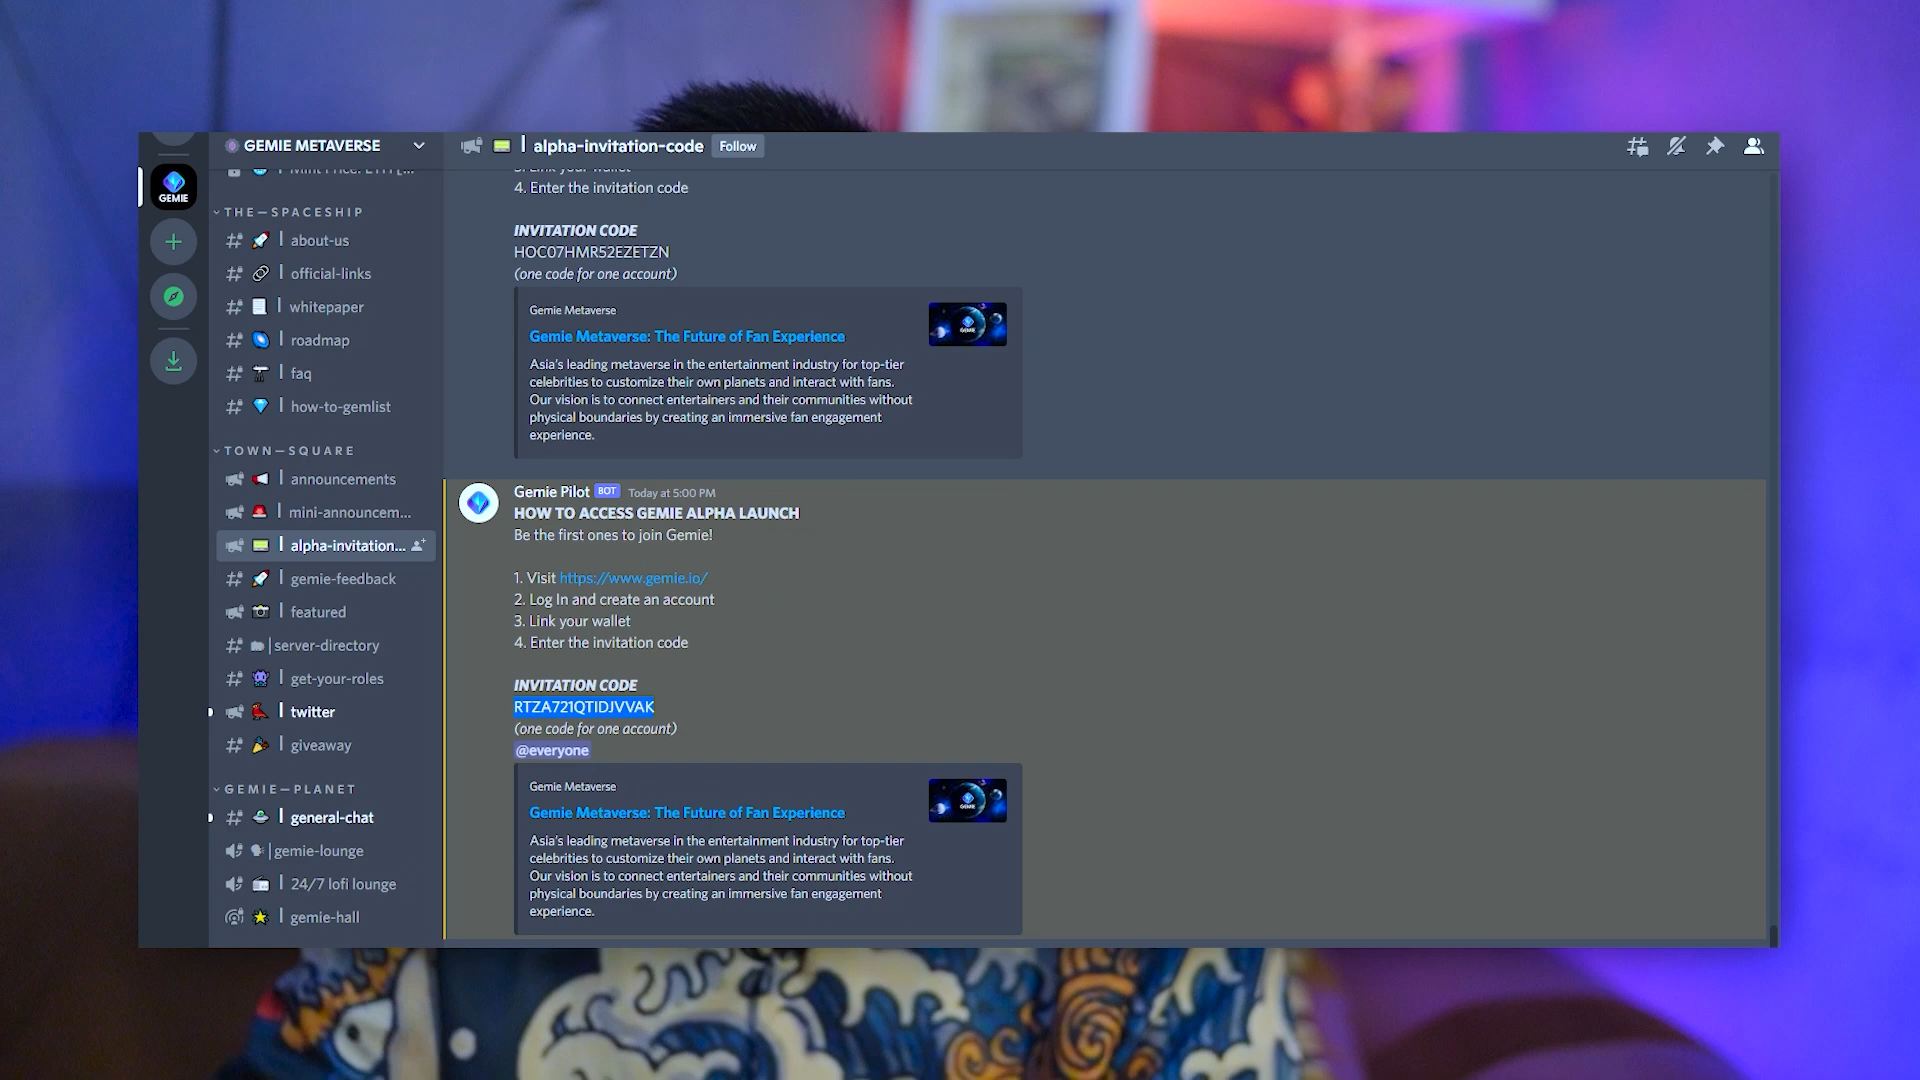 GEMIE METAVERSE
alpha-invitation-code
Follow
GEMIE
THE—SPACESHIP
about-us
official-links
whitepaper
roadmap
faq
how-to-gemlist
TOWN—SQUARE
announcements
mini-announcem...
alpha-invitation...
gemie-feedback
featured
server-directory
get-your-roles
twitter
giveaway
GEMIE—PLANET
general-chat
gemie-lounge
24/7 lofi lounge
gemie-hall
4. Enter the invitation code
INVITATION CODE
HOC07HMR52EZETZN
(one code for one account)
Gemie Metaverse
Gemie Metaverse: The Future of Fan Experience
Asia's leading metaverse in the entertainment industry for top-tier
celebrities to customize their own planets and interact with fans.
Our vision is to connect entertainers and their communities without
physical boundaries by creating an immersive fan engagement
experience.
GEMIE
Gemie Pilot BOT Today at 5:00 PM
HOW TO ACCESS GEMIE ALPHA LAUNCH
Be the first ones to join Gemie!
1. Visit https://www.gemie.io/
2. Log In and create an account
3. Link your wallet
4. Enter the invitation code
INVITATION CODE
RTZA721QTIDJVVAK
(one code for one account)
@everyone
Gemie Metaverse
Gemie Metaverse: The Future of Fan Experience
Asia's leading metaverse in the entertainment industry for top-tier
celebrities to customize their own planets and interact with fans.
Our vision is to connect entertainers and their communities without
physical boundaries by creating an immersive fan engagement
experience.
GEMIE